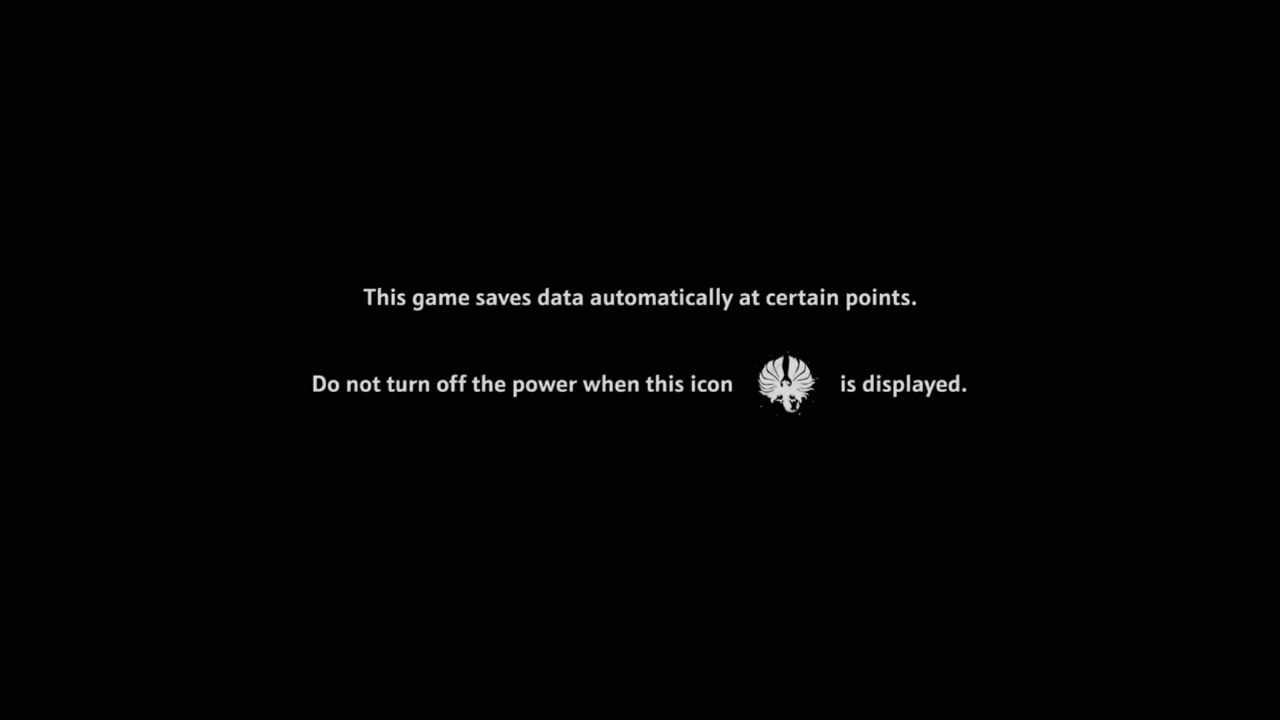 This game saves data automatically at certain points.
Do not turn off the power when this icon is displayed.